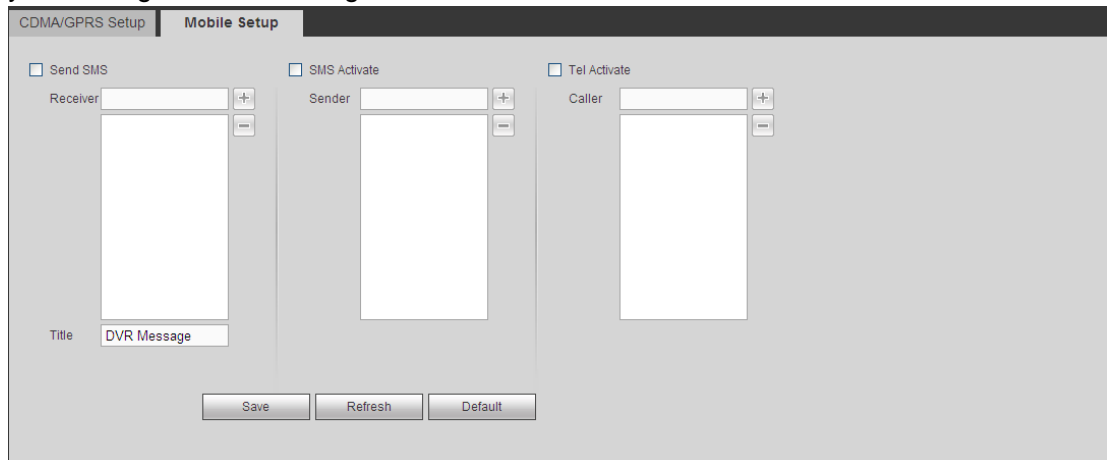 CDMA/GPRS Setup Mobile Setup
Send SMS SMS Activate Tel Activate
Receiver Sender Caller
Title DVR Message
Save Refresh Default